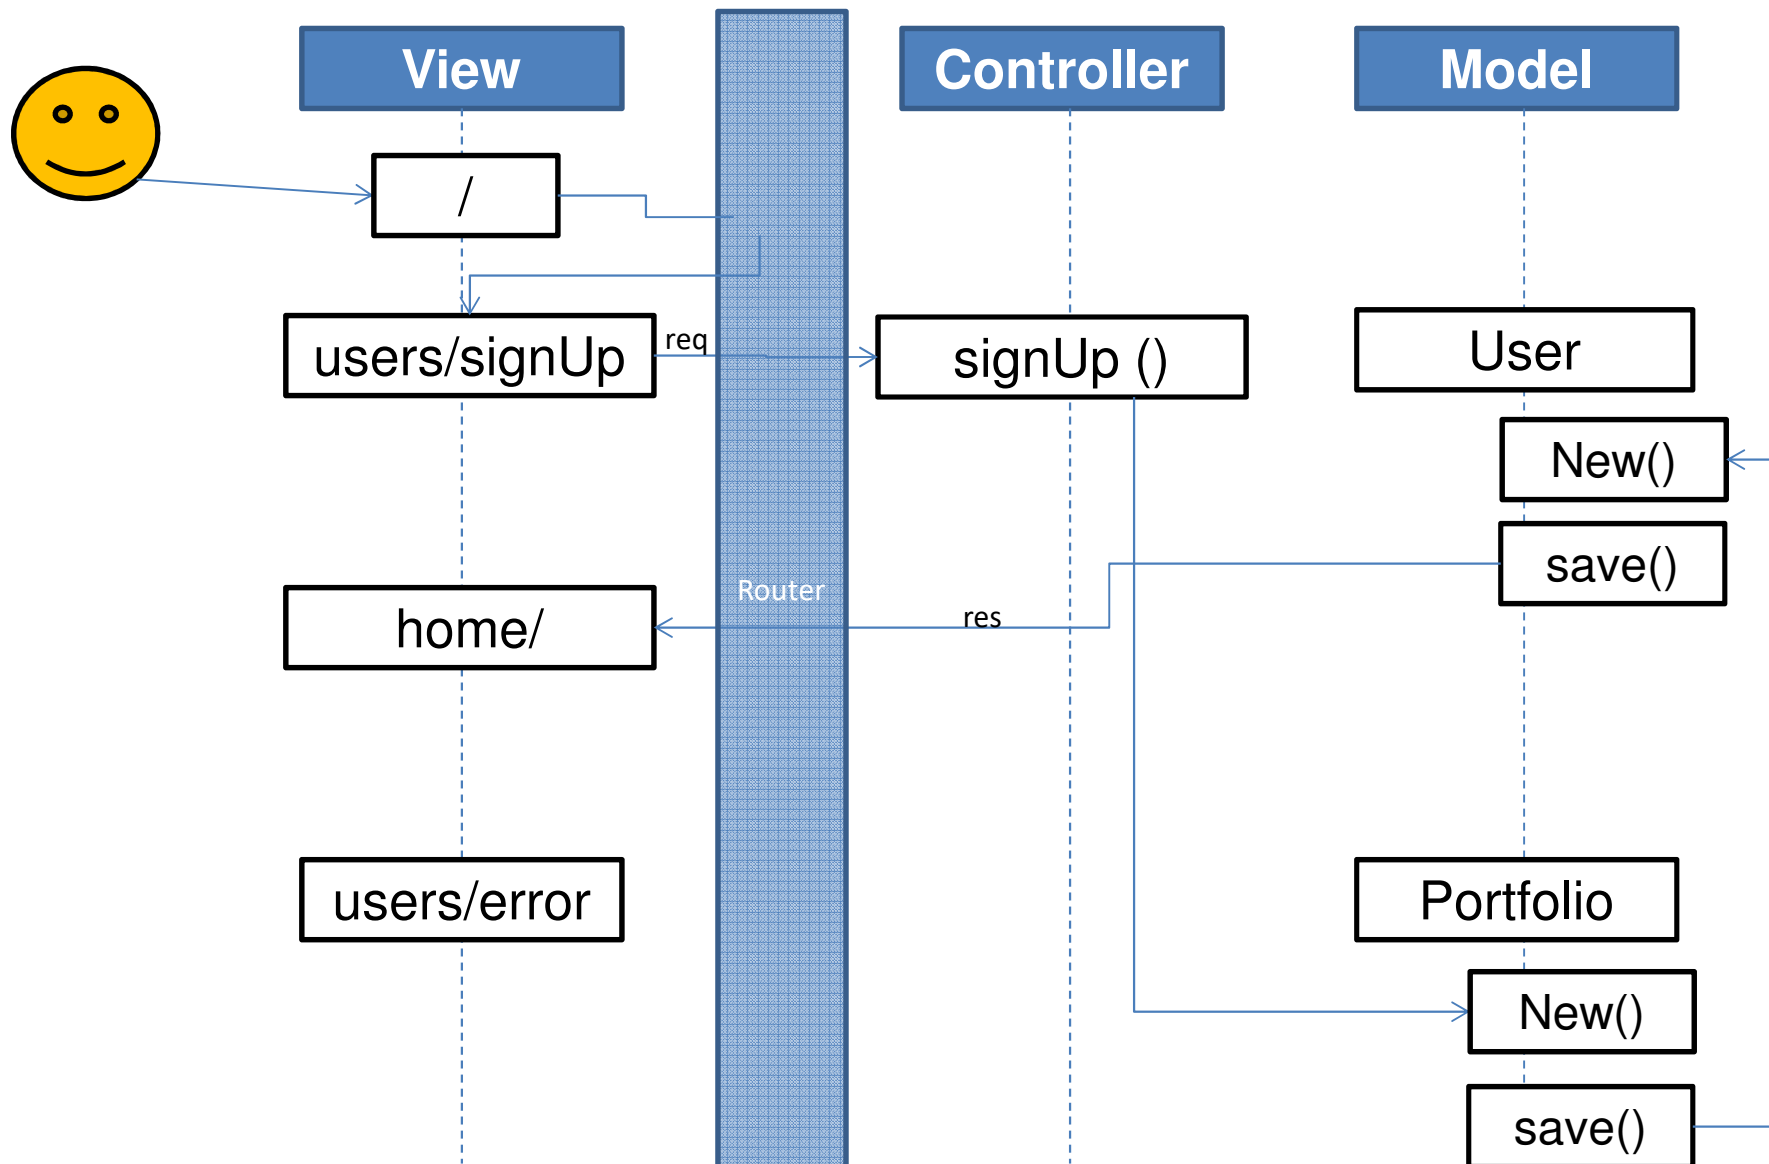 View
Controller
Model
/
users/signUp
req
signUp ()
User
New()
save()
Router
home/
res
users/error
Portfolio
New()
save()